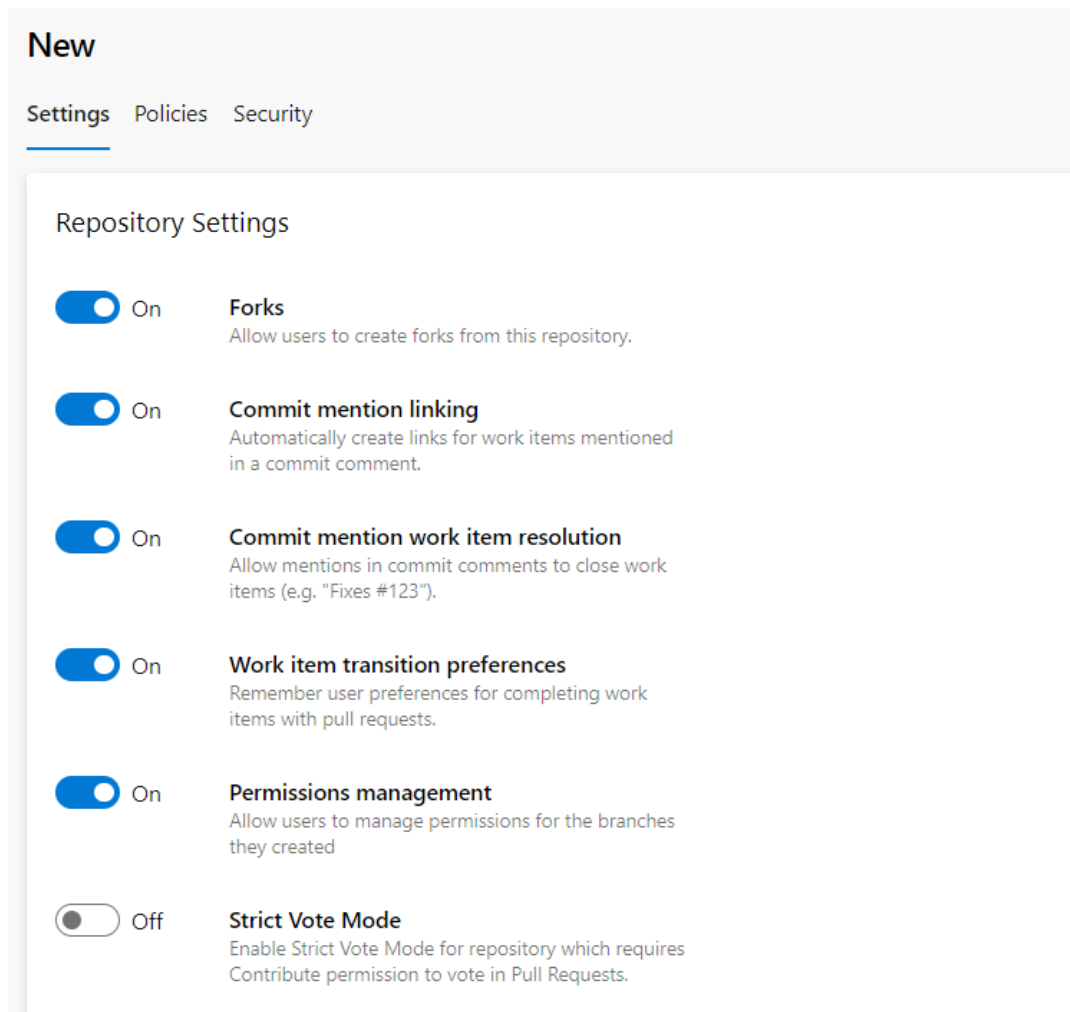 New
Settings Policies Security
Repository Settings
On Forks
Allow users to create forks from this repository.
On Commit mention linking
Automatically create links for work items mentioned
in a commit comment.
On Commit mention work item resolution
Allow mentions in commit comments to close work
items (e.g. "Fixes #123").
On Work item transition preferences
Remember user preferences for completing work
items with pull requests.
On Permissions management
Allow users to manage permissions for the branches
they created
Off Strict Vote Mode
Enable Strict Vote Mode for repository which requires
Contribute permission to vote in Pull Requests.